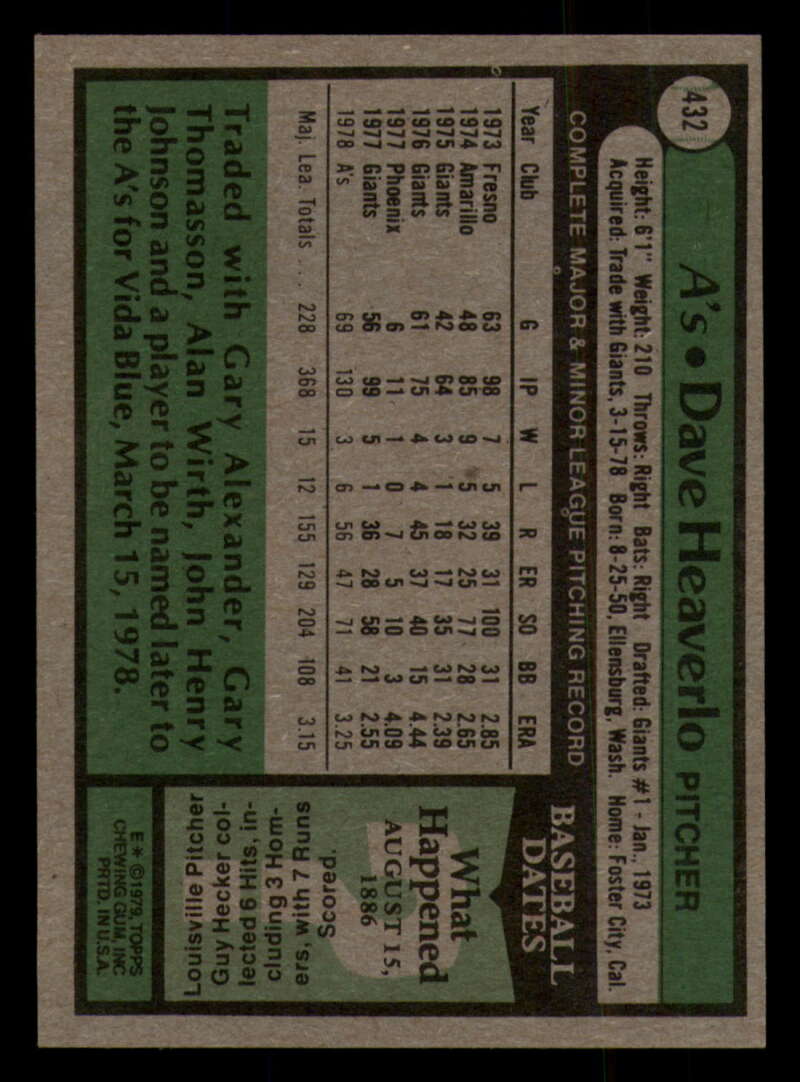 432
A's • Dave Heaverlo PITCHER
Height: 6'1" Weight: 210 Throws: Right Bats: Right Drafted: Giants #1 - Jan., 1973
Acquired: Trade with Giants, 3-15-78 Born: 8-25-50, Ellensburg, Wash. Home: Foster City, Cal.
COMPLETE MAJOR & MINOR LEAGUE PITCHING RECORD
Year Club G IP W L R ER SO BB ERA
1973 Fresno 63 98 7 5 39 31 100 31 2.85
1974 Amarillo 48 85 9 5 32 25 77 28 2.65
1975 Giants 42 64 3 1 18 17 35 31 2.39
1976 Giants 61 75 4 4 45 37 40 15 4.44
1977 Phoenix 6 11 1 0 7 5 10 3 4.09
1977 Giants 56 99 5 1 36 28 58 21 2.55
1978 A's 69 130 3 6 56 47 71 41 3.25
Maj. Lea. Totals . . . 228 368 15 12 155 129 204 108 3.15
Traded with Gary Alexander, Gary
Thomasson, Alan Wirth, John Henry
Johnson and a player to be named later to
the A's for Vida Blue, March 15, 1978.
BASEBALL
DATES
What
Happened
AUGUST 15,
1886
Louisville Pitcher
Guy Hecker col-
lected 6 Hits, in-
cluding 3 Hom-
ers, with 7 Runs
Scored.
E * ©1979, TOPPS
CHEWING GUM, INC.
PRTD. IN U.S.A.